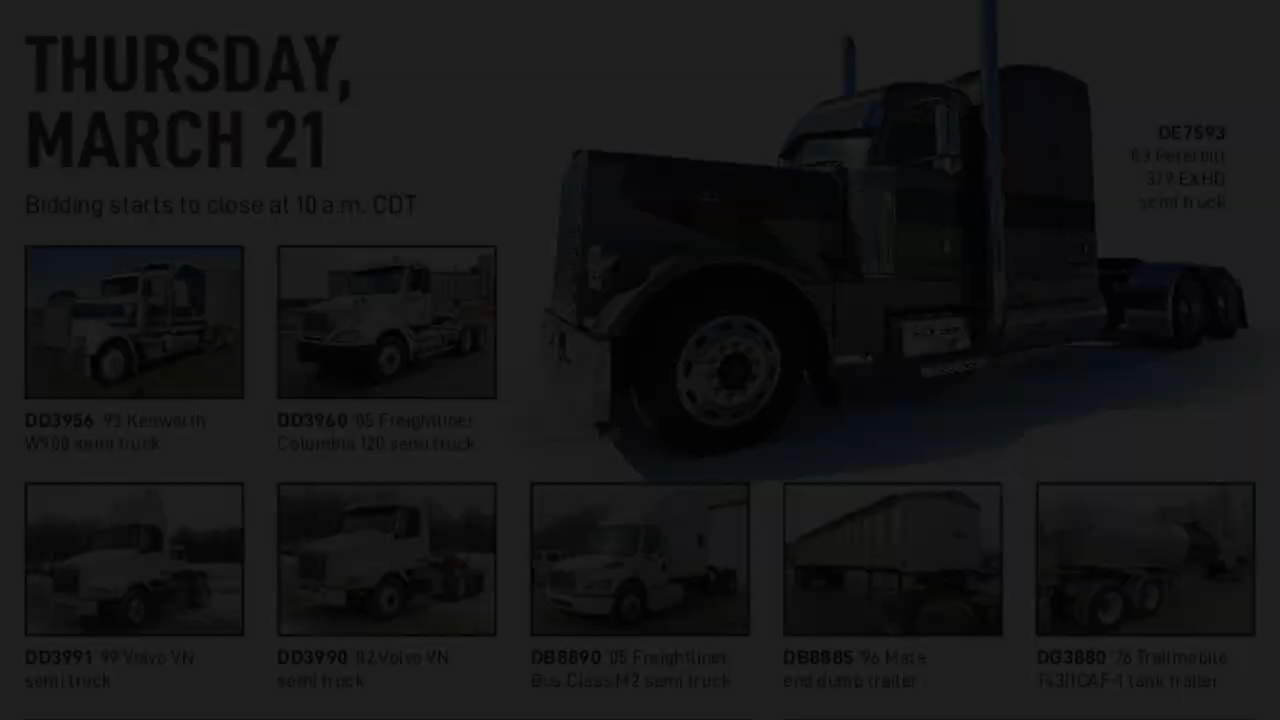 THURSDAY,
MARCH 21
Bidding starts to close at 10 a.m. CDT
DE7593
'03 Peterbilt
379 EXHD
semi truck
DD3956 '93 Kenworth
W900 semi truck
DD3960 '05 Freightliner
Columbia 120 semi truck
DD3991 '99 Volvo VN
semi truck
DD3990 '02 Volvo VN
semi truck
DB8890 '05 Freightliner
Bus Class M2 semi truck
DB8885 '96 Mate
end dump trailer
DG3880 '76 Trailmobile
tank trailer